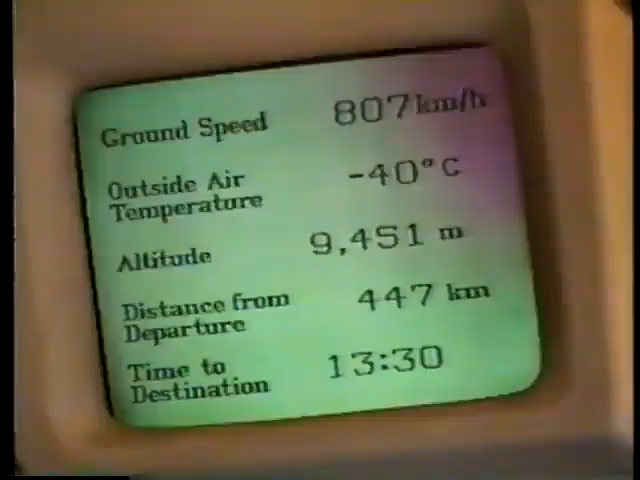 Ground Speed 807 km/h
Outside Air
Temperature -40°C
Altitude 9,451 m
Distance from
Departure 447 km
Time to
Destination 13:30